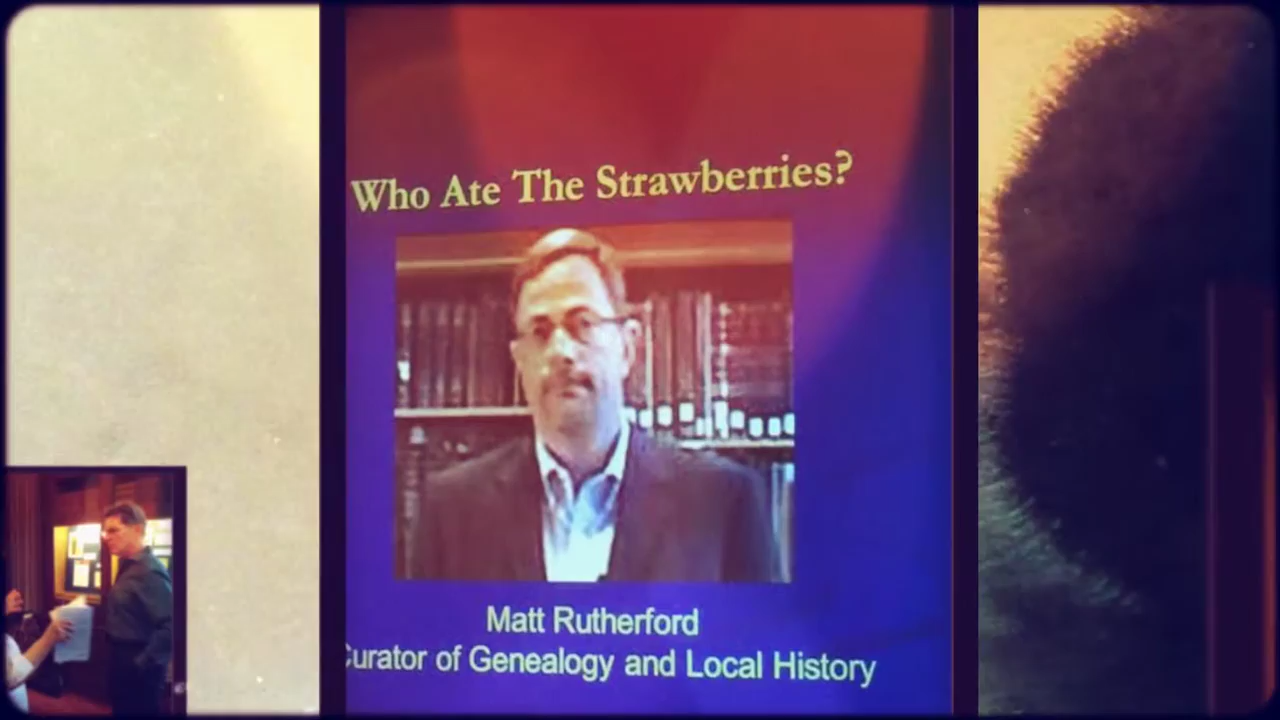 Who Ate The Strawberries?
Matt Rutherford
Curator of Genealogy and Local History